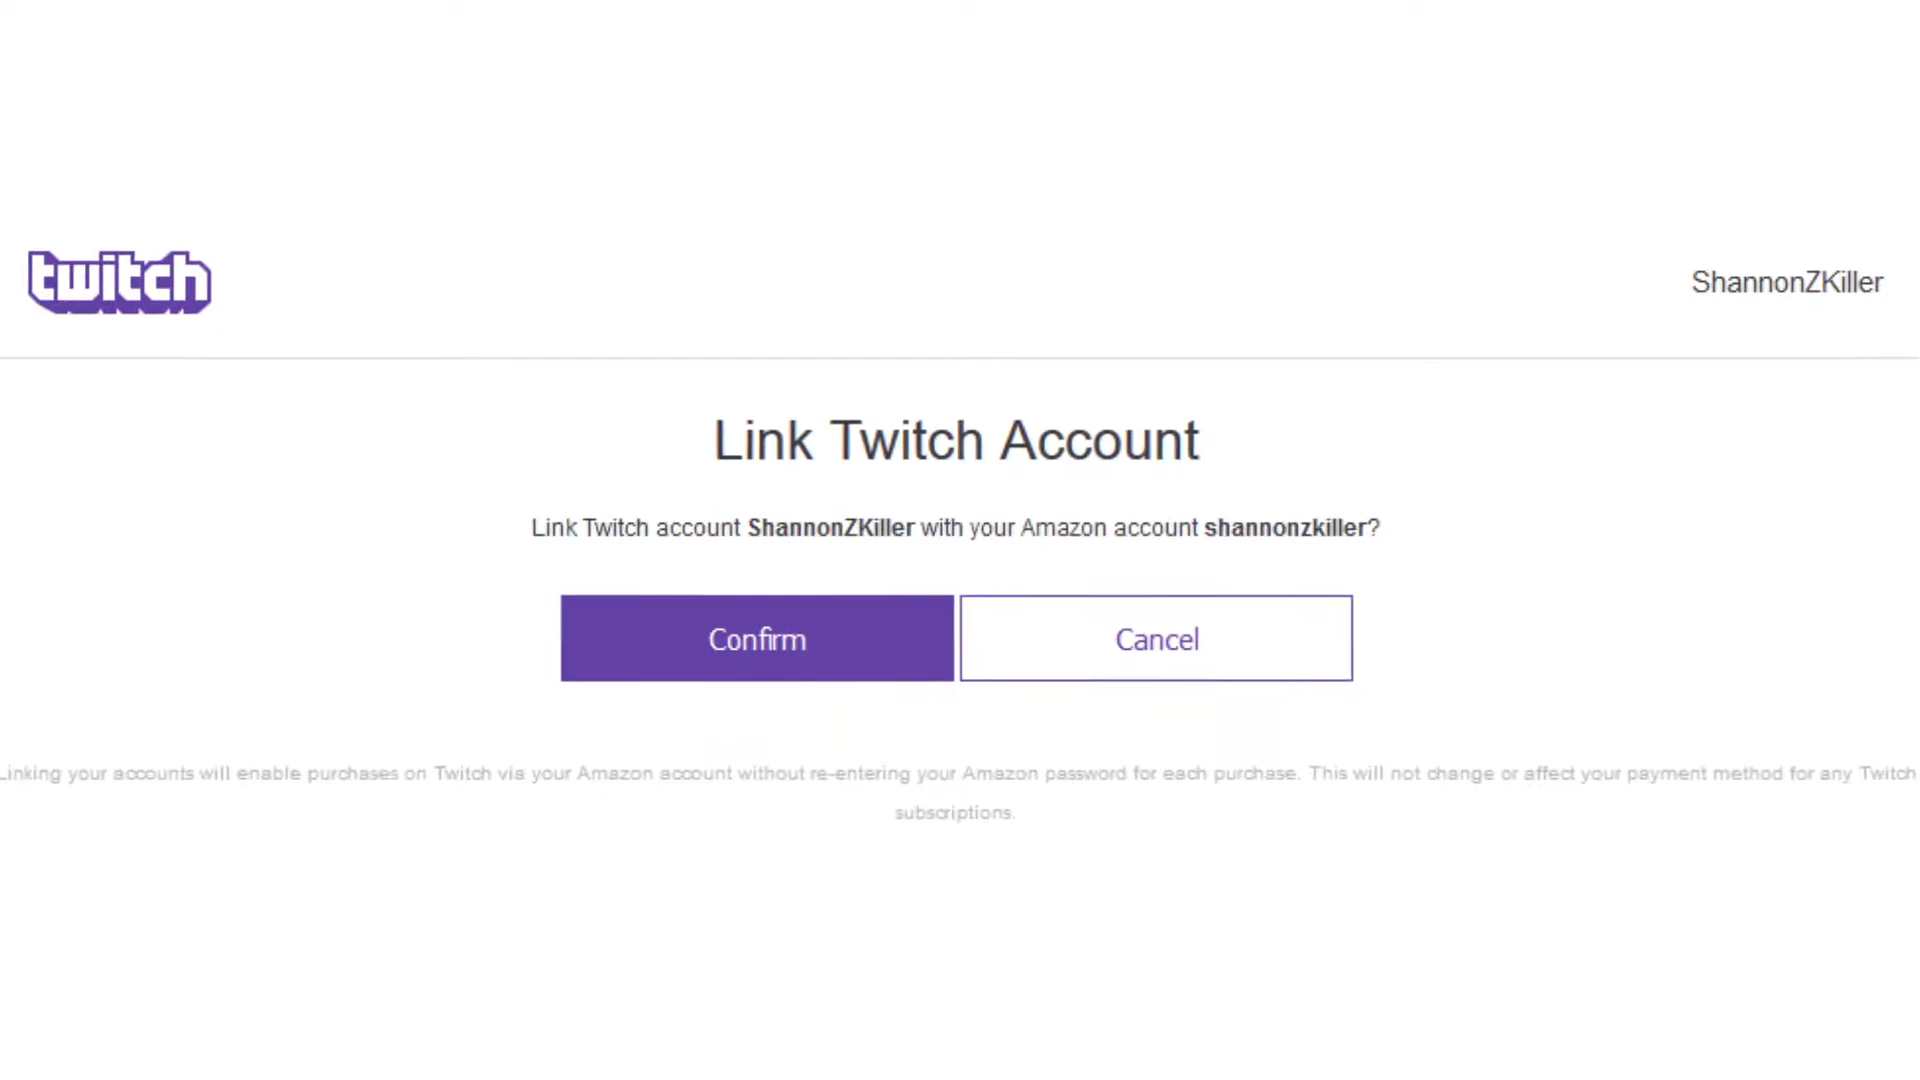 twitch
ShannonZKiller
Link Twitch Account
Link Twitch account ShannonZKiller with your Amazon account shannonzkiller?
Confirm
Cancel
Linking your accounts will enable purchases on Twitch via your Amazon account without re-entering your Amazon password for each purchase. This will not change or affect your payment method for any Twitch
subscriptions.